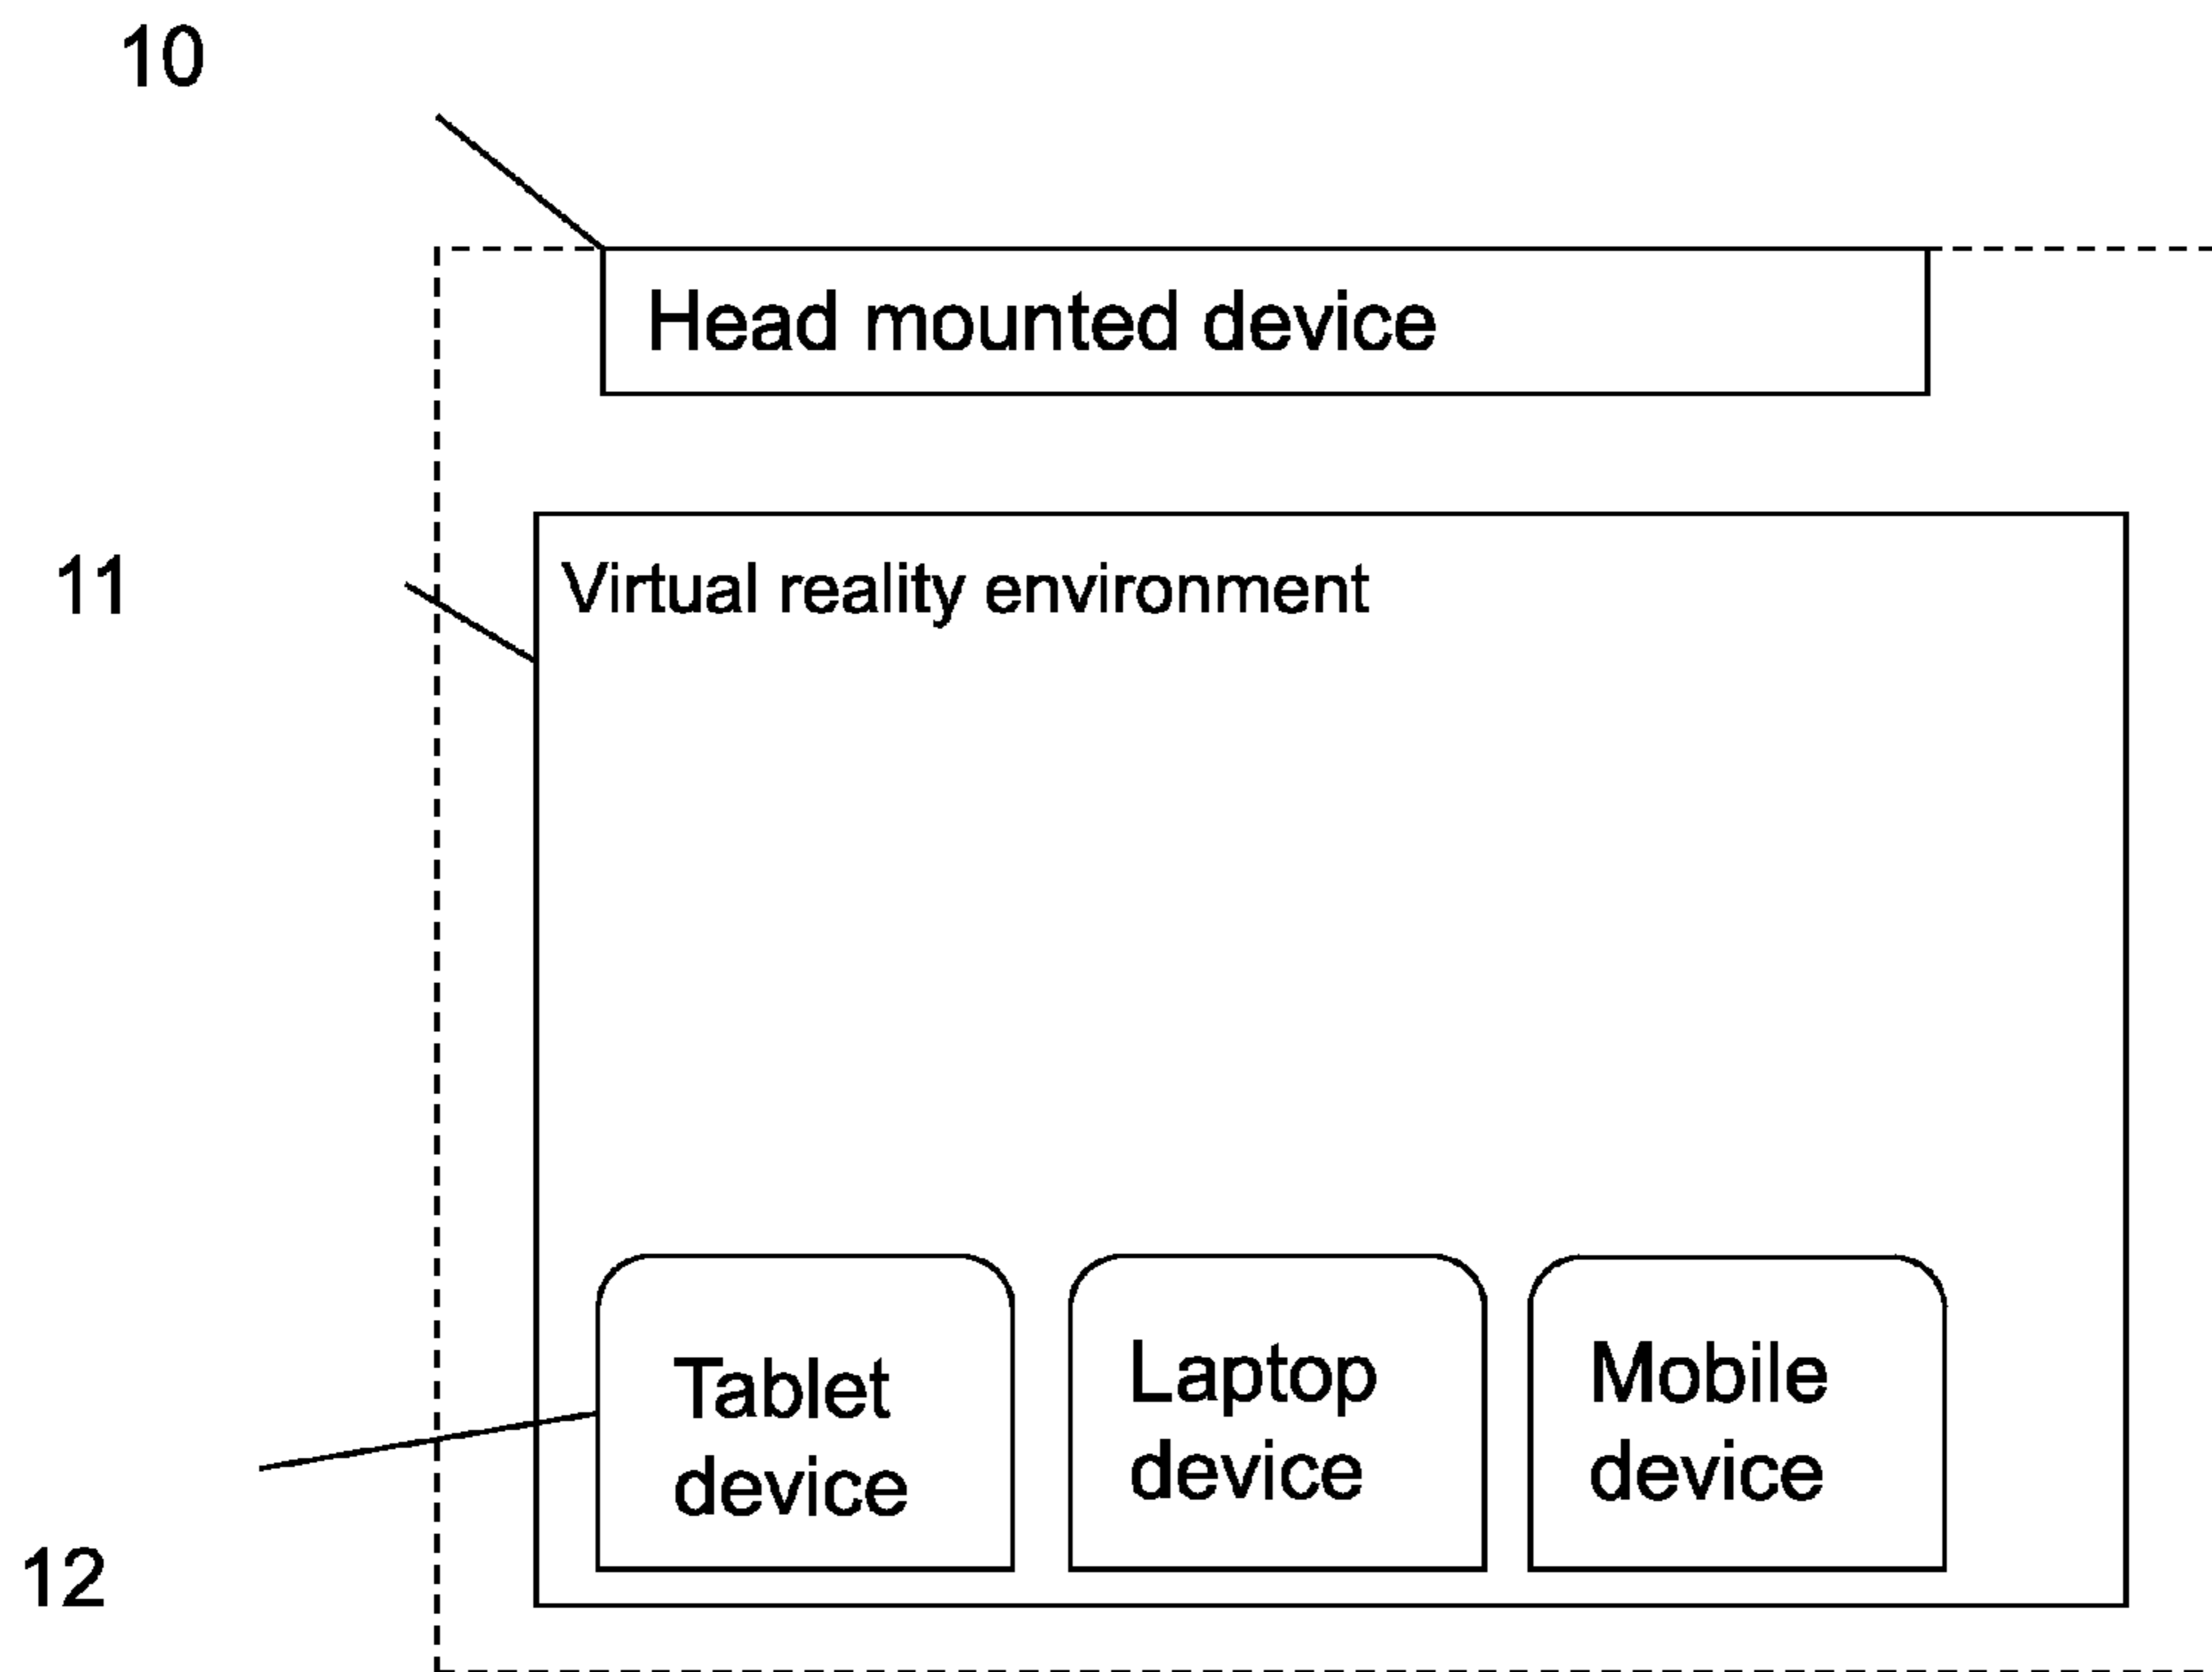 10
Head mounted device
11
Virtual reality environment
Tablet
device
Laptop
device
Mobile
device
12